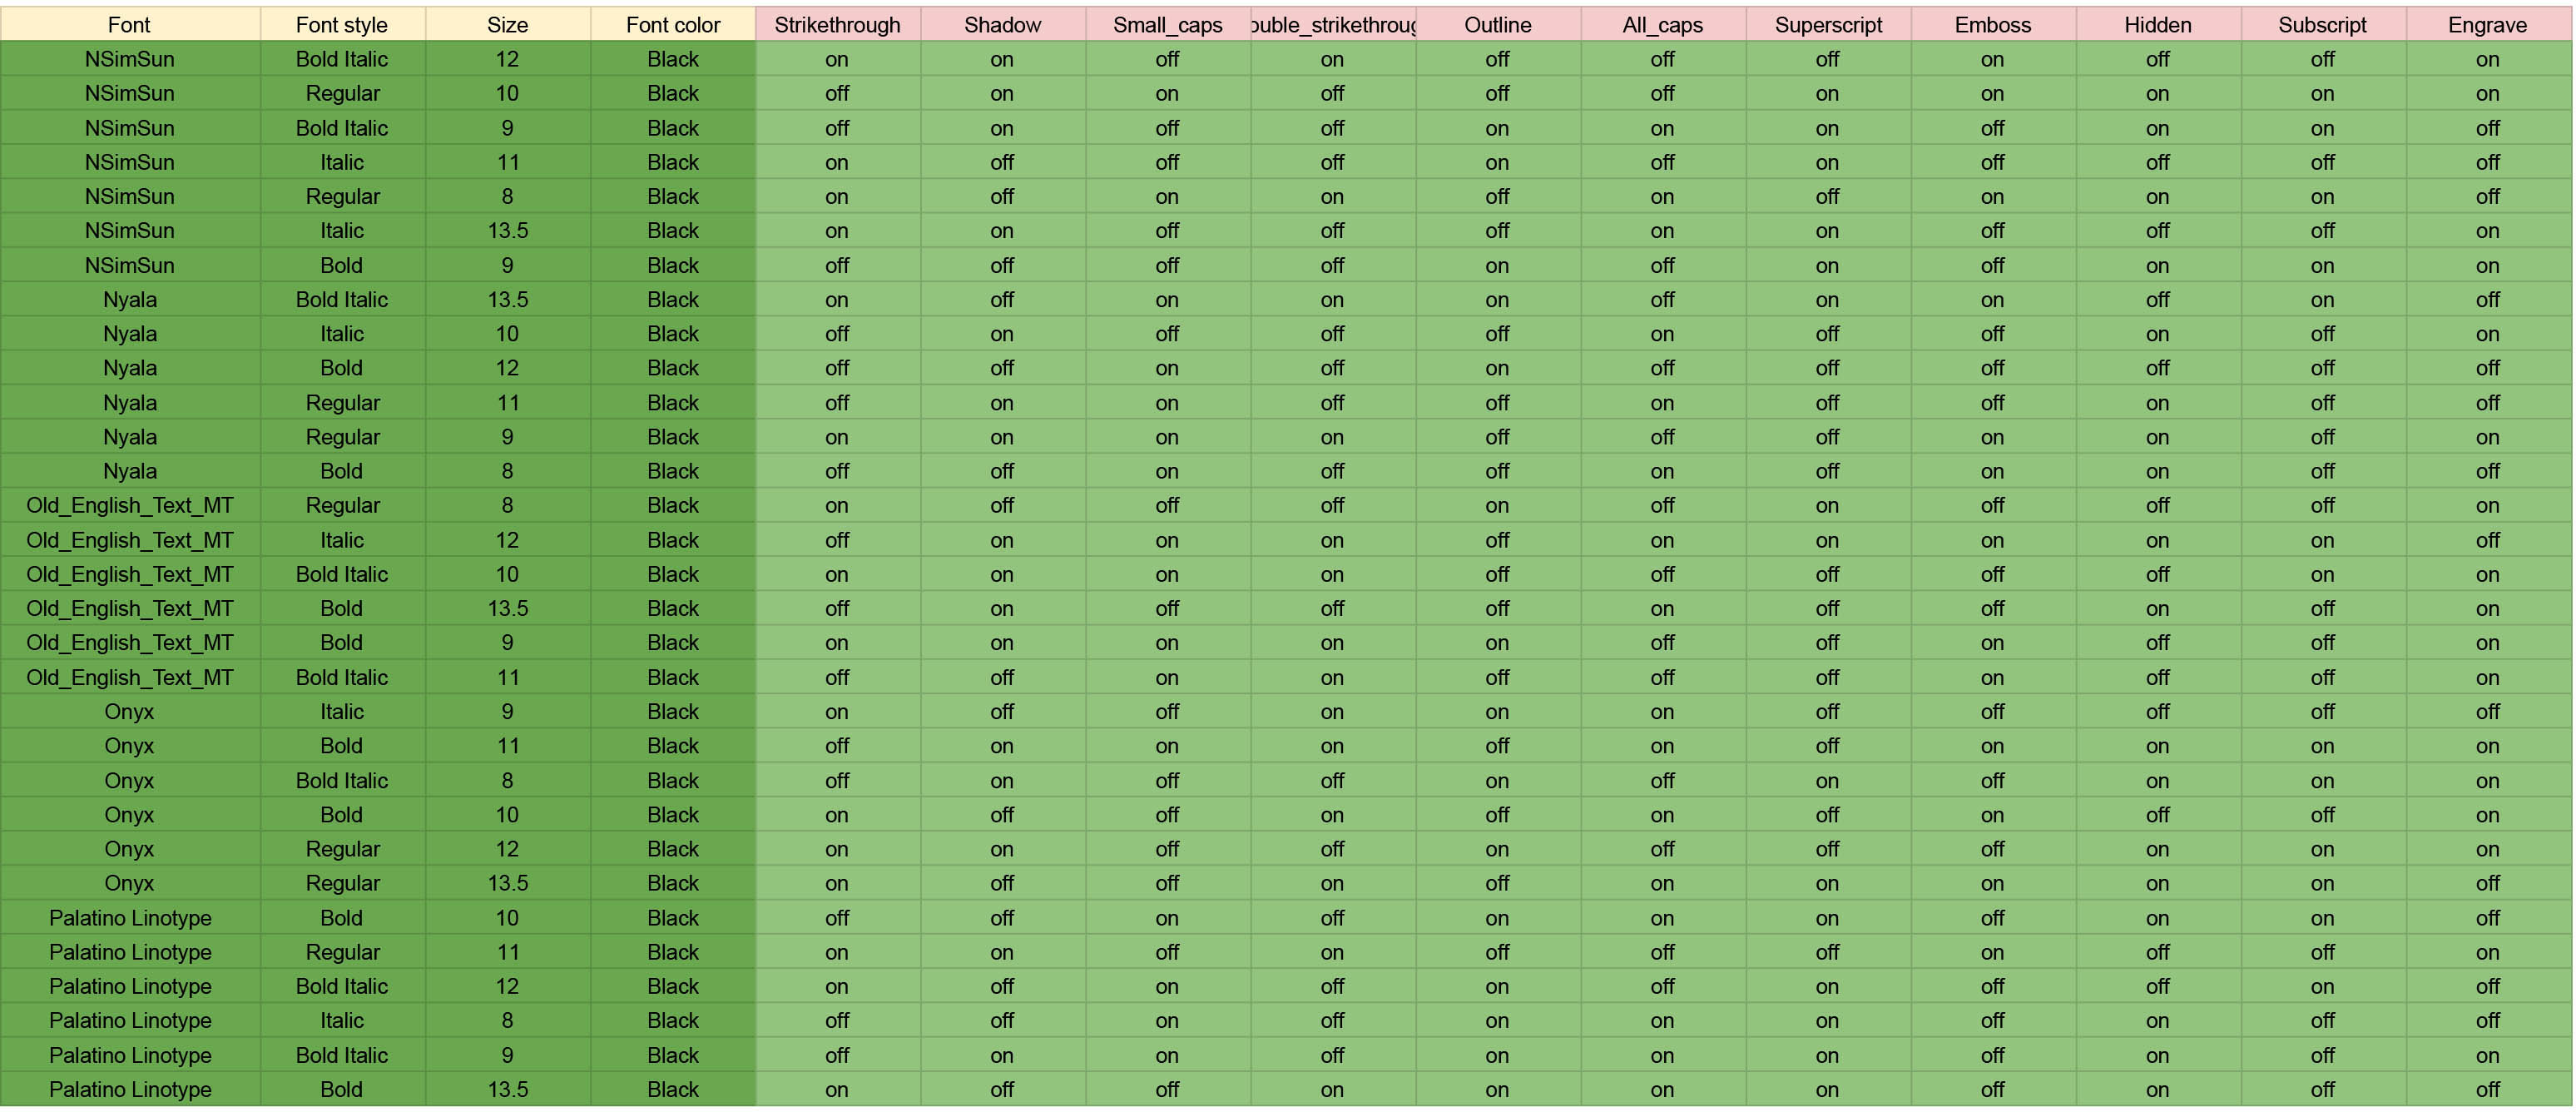 Font Font style Size Font color Strikethrough Shadow Small_caps ouble_strikethroug Outline All_caps Superscript Emboss Hidden Subscript Engrave
NSimSun Bold Italic 12 Black on on off on off off off on off off on
NSimSun Regular 10 Black off on on off off off on on on on on
NSimSun Bold Italic 9 Black off on off off on on on off on on off
NSimSun Italic 11 Black on off off off on off on off off off off
NSimSun Regular 8 Black on off on on off on off on on on off
NSimSun Italic 13.5 Black on on off off off on on off off off on
NSimSun Bold 9 Black off off off off on off on off on on on
Nyala Bold Italic 13.5 Black on off on on on off on on off on off
Nyala Italic 10 Black off on off off off on off off on off on
Nyala Bold 12 Black off off on off on off off off off off off
Nyala Regular 11 Black off on on off off on off off on off off
Nyala Regular 9 Black on on on on off off off on on off on
Nyala Bold 8 Black off off on off off on off on on off off
Old_English_Text_MT Regular 8 Black on off off off on off on off off off on
Old_English_Text_MT Italic 12 Black off on on on off on on on on on off
Old_English_Text_MT Bold Italic 10 Black on on on on off off off off off on on
Old_English_Text_MT Bold 13.5 Black off on off off off on off off on off on
Old_English_Text_MT Bold 9 Black on on on on on off off on off off on
Old_English_Text_MT Bold Italic 11 Black off off on on off off off on off off on
Onyx Italic 9 Black on off off on on on off off off off off
Onyx Bold 11 Black off on on on off on off on on on on
Onyx Bold Italic 8 Black off on off off on off on off on on on
Onyx Bold 10 Black on off off on on on off on off off on
Onyx Regular 12 Black on on off off on off off off on on on
Onyx Regular 13.5 Black on off off on off on on on on on off
Palatino Linotype Bold 10 Black off off on off on on on off on on off
Palatino Linotype Regular 11 Black on on off on on off off on off off on
Palatino Linotype Bold Italic 12 Black on off on off on off on off off on off
Palatino Linotype Italic 8 Black off off on off on on on off on off off
Palatino Linotype Bold Italic 9 Black off on on off on on on off on off on
Palatino Linotype Bold 13.5 Black on off off on on on on off on off off